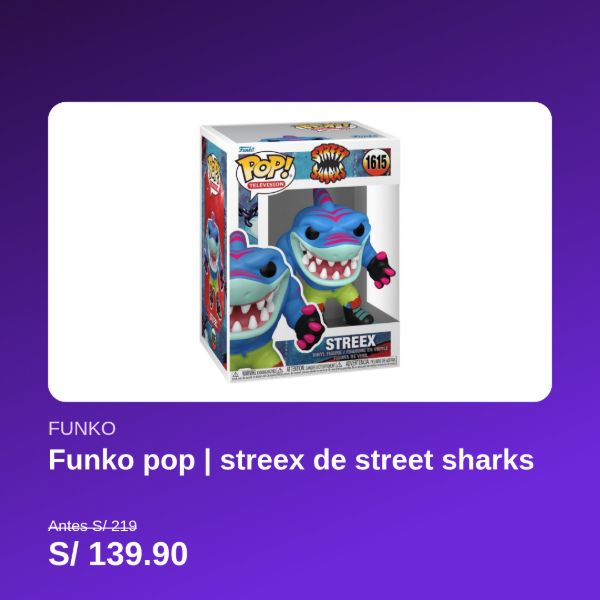 Funko
POP!
TELEVISION
STREET
SHARKS
1615
STREEX
FUNKO
Funko pop | streex de street sharks
Antes S/ 219
S/ 139.90